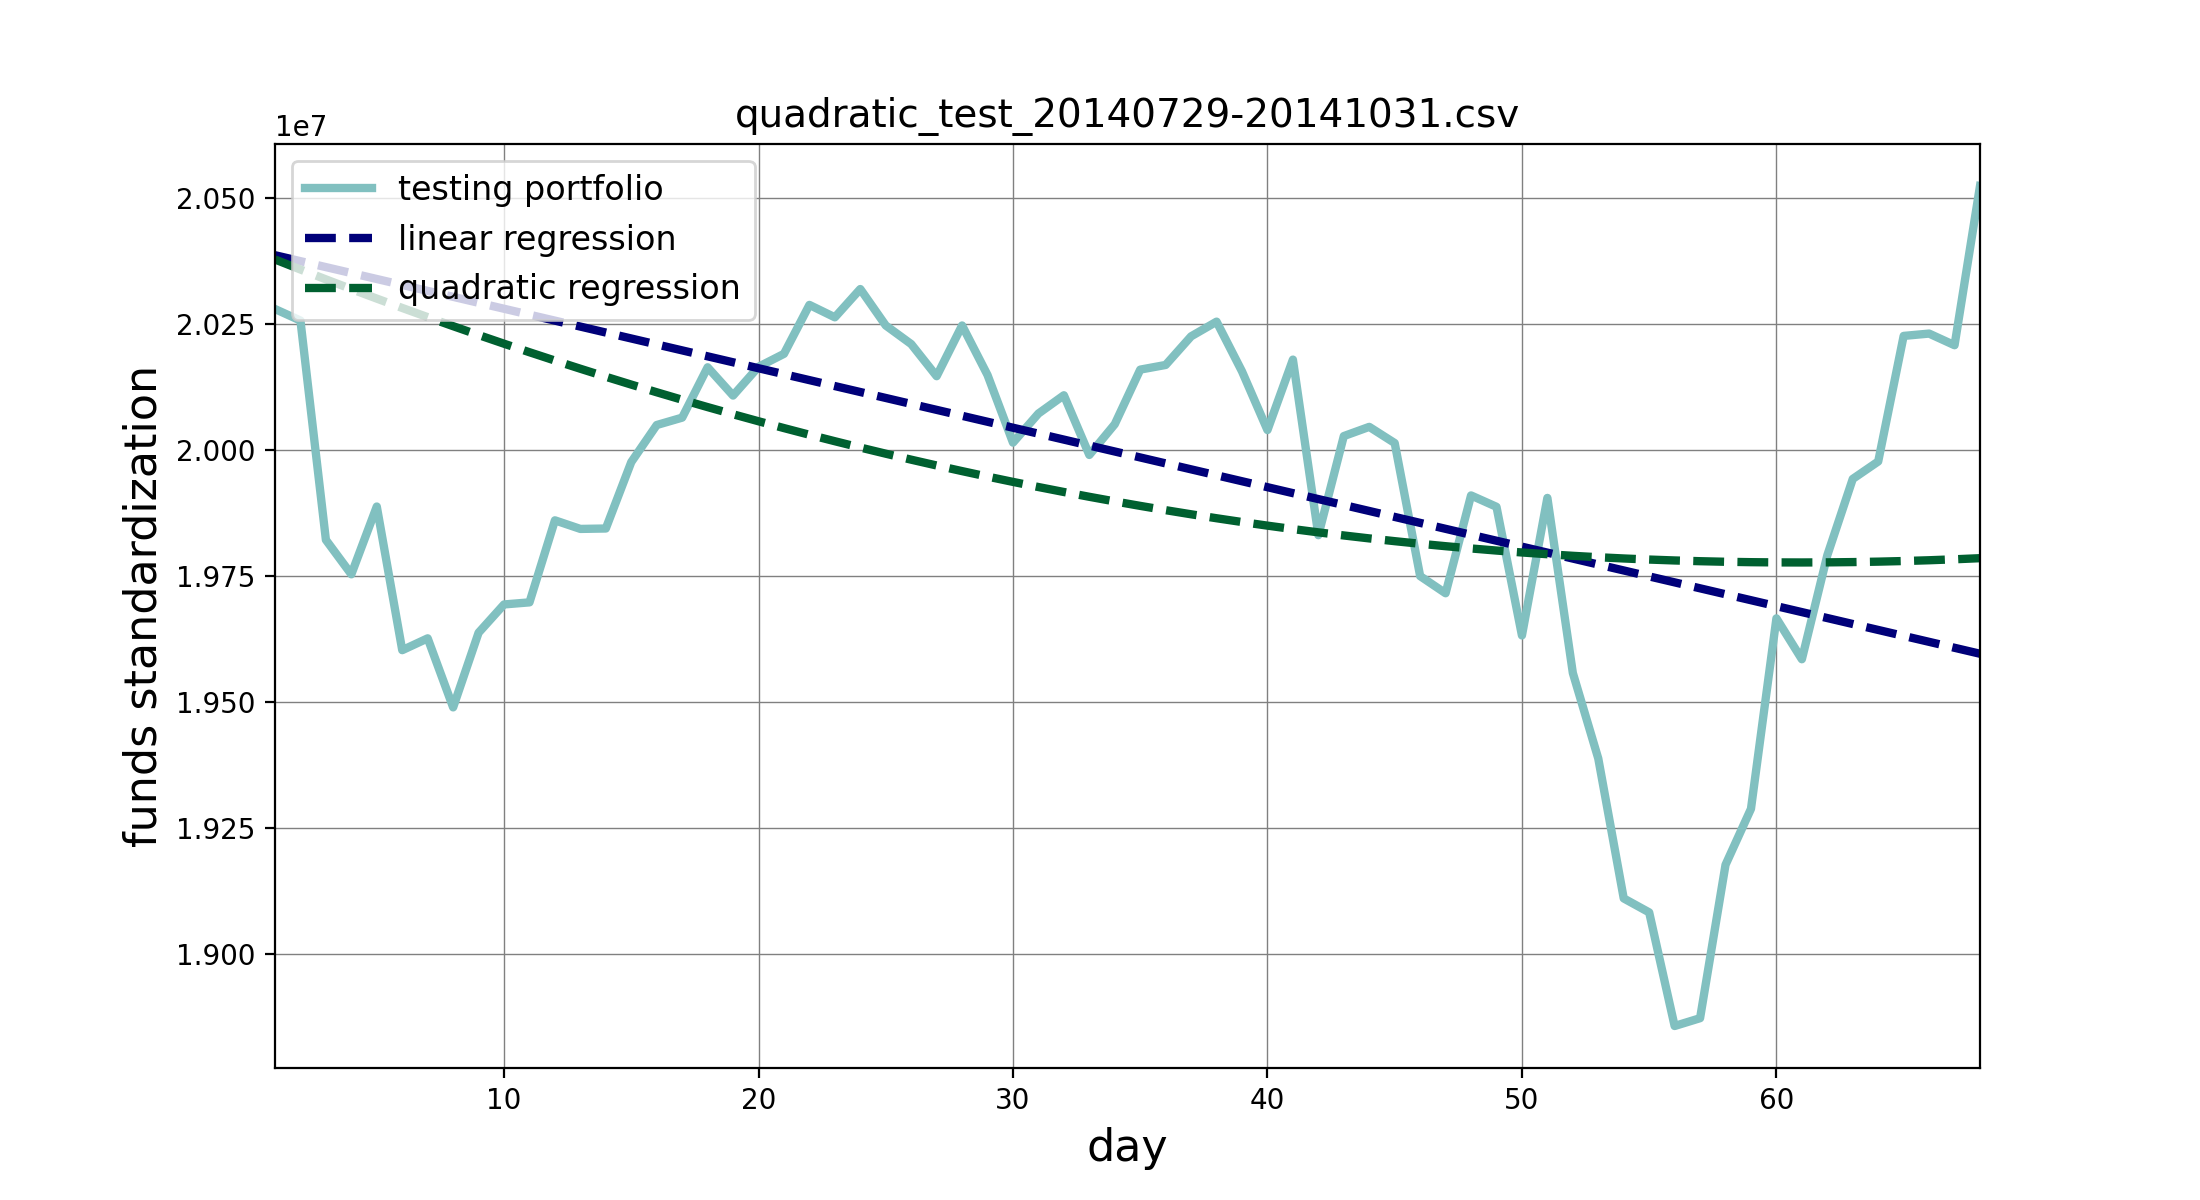 quadratic_test_20140729-20141031.csv
1e7
testing portfolio
linear regression
quadratic regression
2.050
2.025
2.000
1.975
1.950
1.925
1.900
funds standardization
10 20 30 40 50 60
day